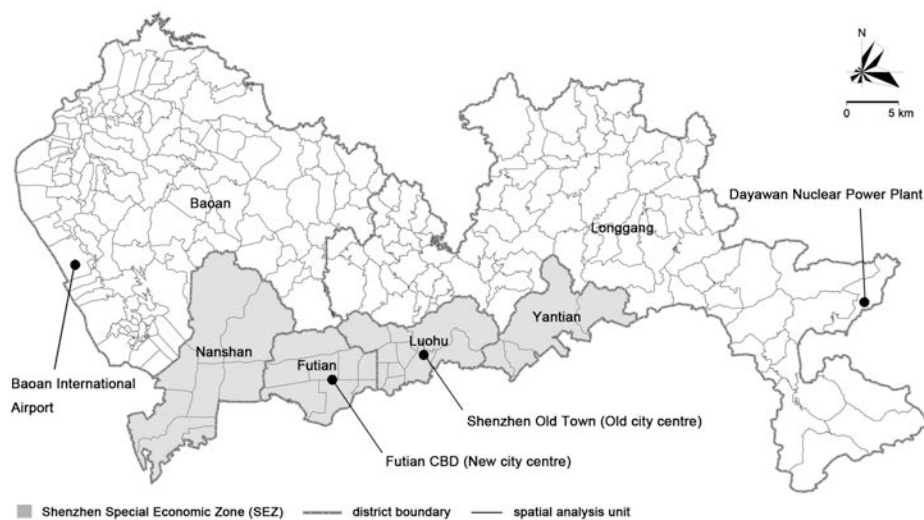 N
0 5 km
Baoan
Dayawan Nuclear Power Plant
Longgang
Yantian
Luohu
Nanshan
Futian
Baoan International
Airport
Shenzhen Old Town (Old city centre)
Futian CBD (New city centre)
Shenzhen Special Economic Zone (SEZ) district boundary spatial analysis unit